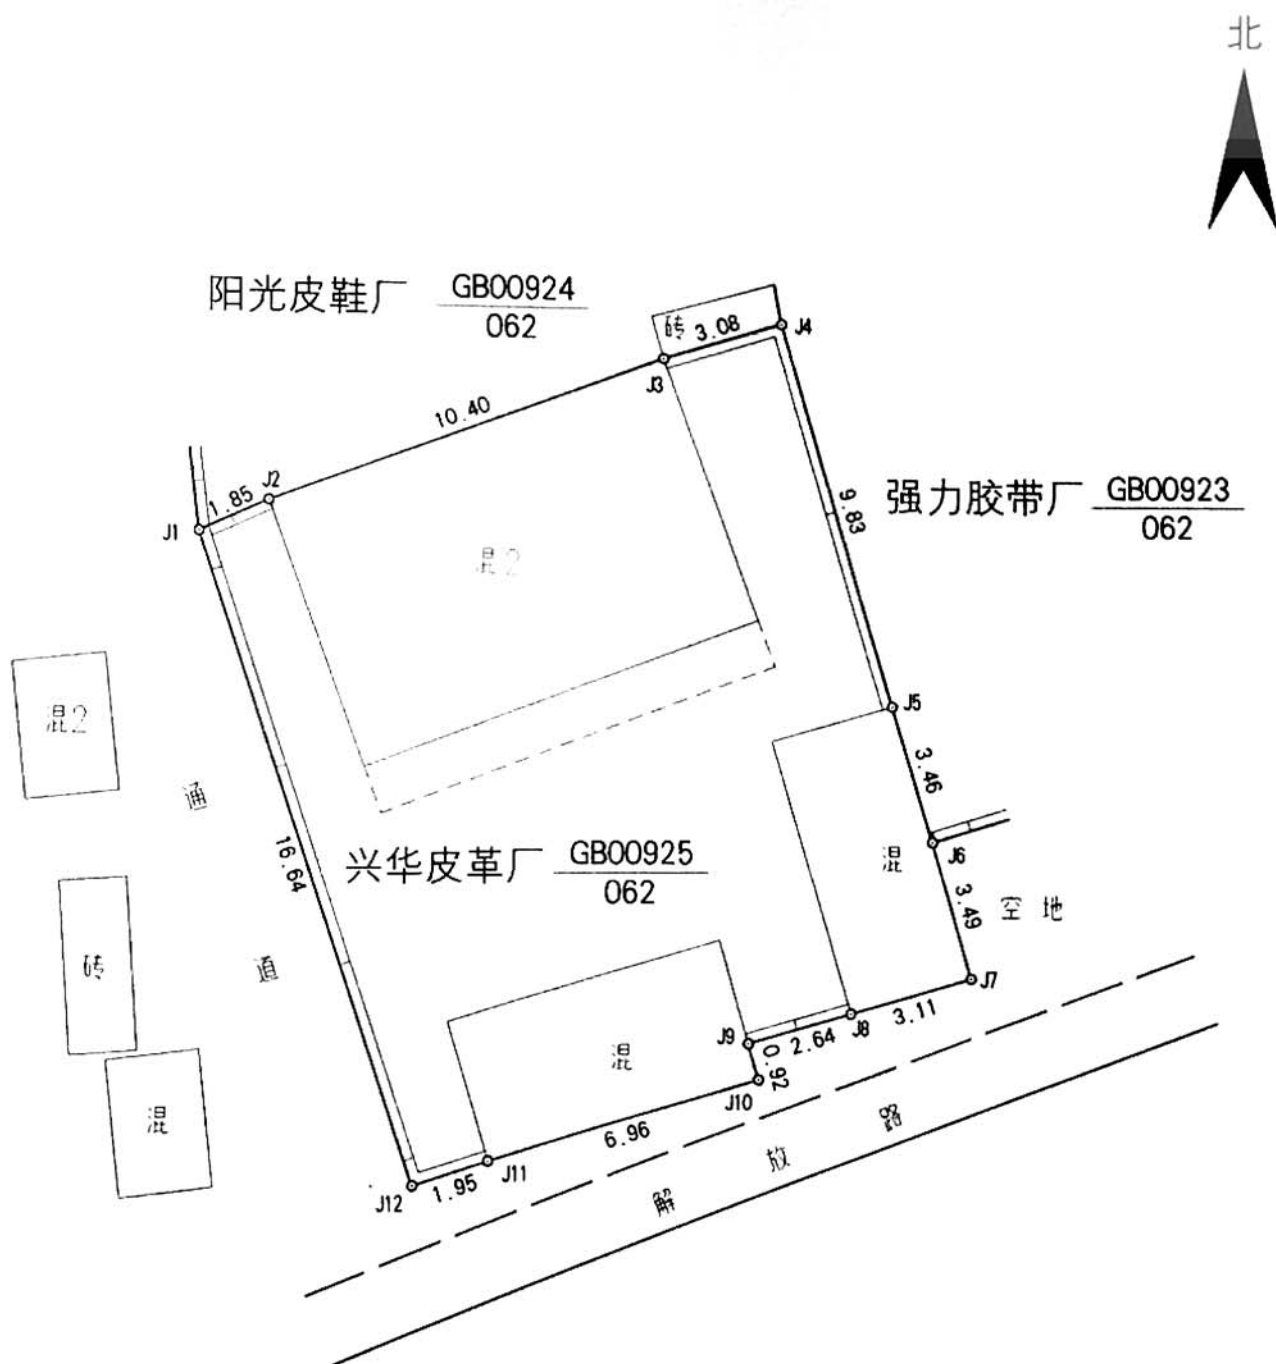 北
阳光皮鞋厂 GB00924
062
砖 3.08 J4
J3
10.40
J2
1.85
J1
混2
9.83
强力胶带厂 GB00923
062
混2
J5
3.46
通
16.64
兴华皮革厂 GB00925
062
混
J6
3.49
空地
砖
道
J7
3.11
J8
2.64
J9
0.92
混
J10
6.96
混
J11
1.95
J12
解放路